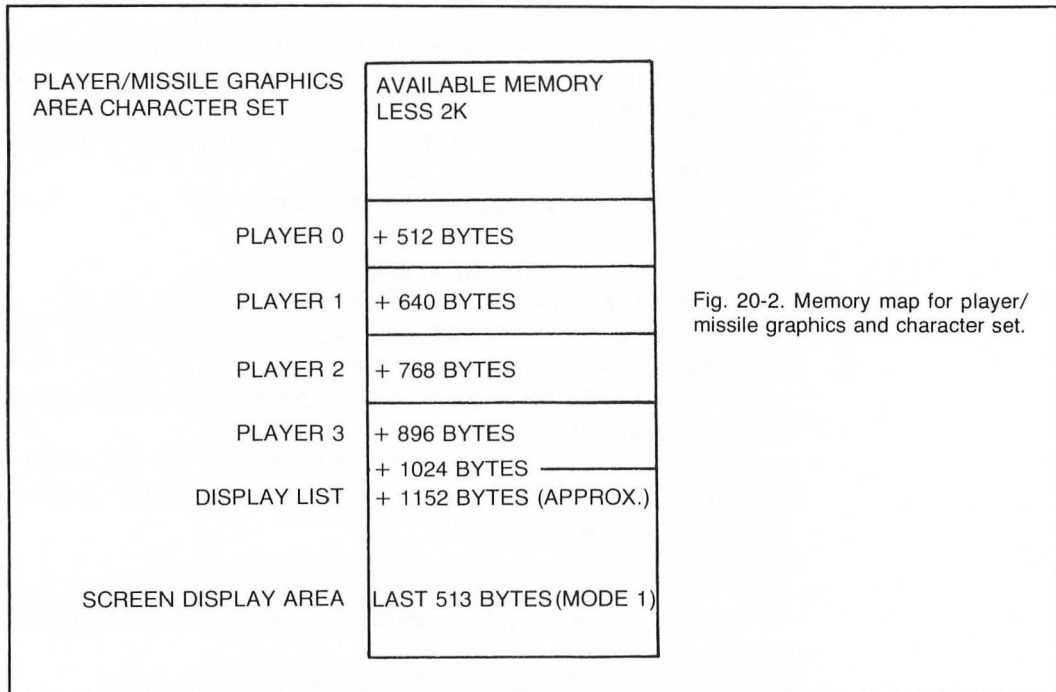 PLAYER/MISSILE GRAPHICS
AREA CHARACTER SET
AVAILABLE MEMORY
LESS 2K
PLAYER 0
+ 512 BYTES
PLAYER 1
+ 640 BYTES
PLAYER 2
+ 768 BYTES
PLAYER 3
+ 896 BYTES
+ 1024 BYTES
DISPLAY LIST
+ 1152 BYTES (APPROX.)
SCREEN DISPLAY AREA
LAST 513 BYTES (MODE 1)
Fig. 20-2. Memory map for player/
missile graphics and character set.